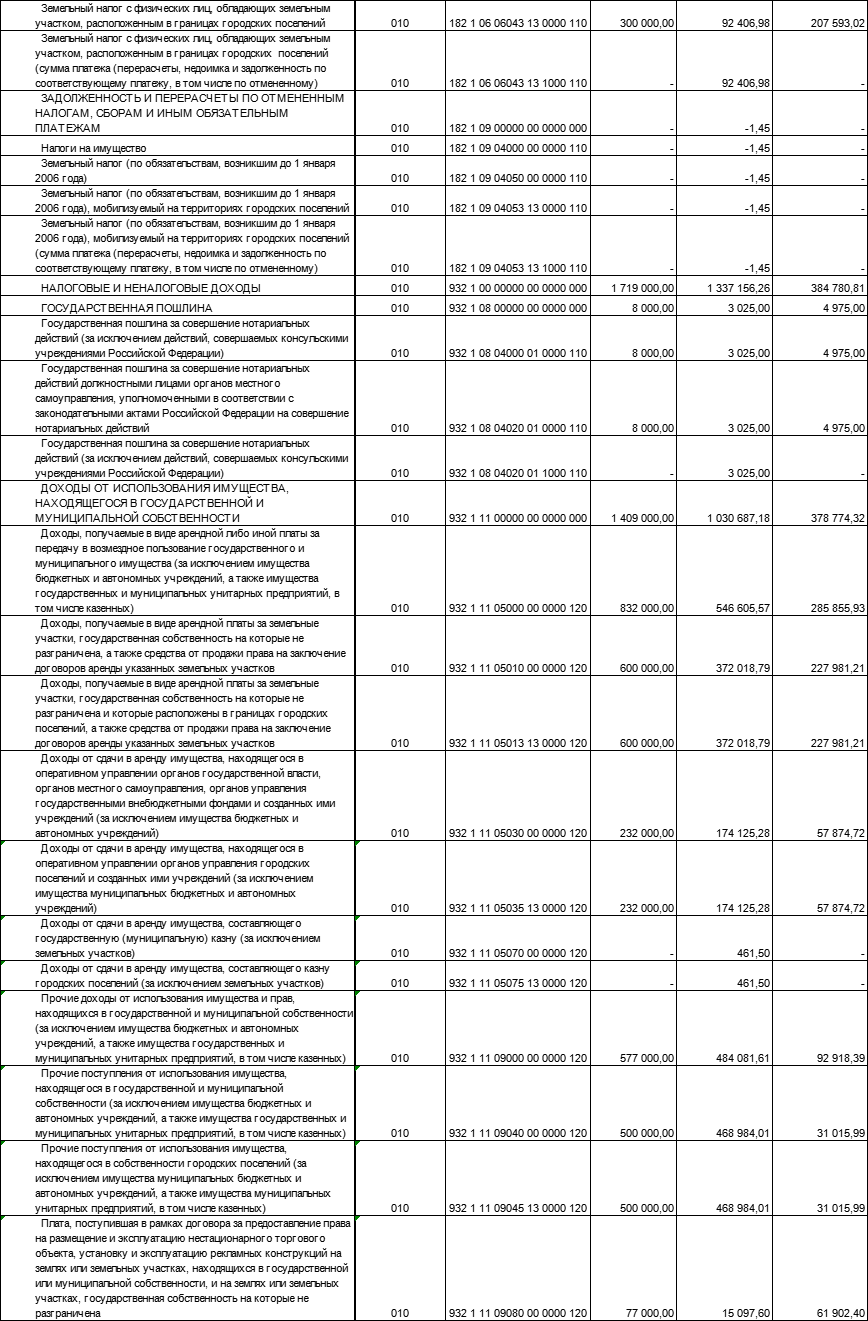 Земельный налог с физических лиц, обладающих земельным
участком, расположенным в границах городских поселений 010 182 1 06 06043 13 0000 110 300 000,00 92 406,98 207 593,02
Земельный налог с физических лиц, обладающих земельным
участком, расположенным в границах городских поселений
(сумма платежа (перерасчеты, недоимка и задолженность по
соответствующему платежу, в том числе по отмененному) 010 182 1 06 06043 13 1000 110 - 92 406,98 -
ЗАДОЛЖЕННОСТЬ И ПЕРЕРАСЧЕТЫ ПО ОТМЕНЕННЫМ
НАЛОГАМ, СБОРАМ И ИНЫМ ОБЯЗАТЕЛЬНЫМ
ПЛАТЕЖАМ 010 182 1 09 00000 00 0000 000 - -1,45 -
Налоги на имущество 010 182 1 09 04000 00 0000 110 - -1,45 -
Земельный налог (по обязательствам, возникшим до 1 января
2006 года) 010 182 1 09 04050 00 0000 110 - -1,45 -
Земельный налог (по обязательствам, возникшим до 1 января
2006 года), мобилизуемый на территориях городских поселений 010 182 1 09 04053 13 0000 110 - -1,45 -
Земельный налог (по обязательствам, возникшим до 1 января
2006 года), мобилизуемый на территориях городских поселений
(сумма платежа (перерасчеты, недоимка и задолженность по
соответствующему платежу, в том числе по отмененному) 010 182 1 09 04053 13 1000 110 - -1,45 -
НАЛОГОВЫЕ И НЕНАЛОГОВЫЕ ДОХОДЫ 010 932 1 00 00000 00 0000 000 1 719 000,00 1 337 156,26 384 780,81
ГОСУДАРСТВЕННАЯ ПОШЛИНА 010 932 1 08 00000 00 0000 000 8 000,00 3 025,00 4 975,00
Государственная пошлина за совершение нотариальных
действий (за исключением действий, совершаемых консульскими
учреждениями Российской Федерации) 010 932 1 08 04000 01 0000 110 8 000,00 3 025,00 4 975,00
Государственная пошлина за совершение нотариальных
действий должностными лицами органов местного
самоуправления, уполномоченными в соответствии с
законодательными актами Российской Федерации на совершение
нотариальных действий 010 932 1 08 04020 01 0000 110 8 000,00 3 025,00 4 975,00
Государственная пошлина за совершение нотариальных
действий (за исключением действий, совершаемых консульскими
учреждениями Российской Федерации) 010 932 1 08 04020 01 1000 110 - 3 025,00 -
ДОХОДЫ ОТ ИСПОЛЬЗОВАНИЯ ИМУЩЕСТВА,
НАХОДЯЩЕГОСЯ В ГОСУДАРСТВЕННОЙ И
МУНИЦИПАЛЬНОЙ СОБСТВЕННОСТИ 010 932 1 11 00000 00 0000 000 1 409 000,00 1 030 687,18 378 774,32
Доходы, получаемые в виде арендной либо иной платы за
передачу в возмездное пользование государственного и
муниципального имущества (за исключением имущества
бюджетных и автономных учреждений, а также имущества
государственных и муниципальных унитарных предприятий, в
том числе казенных) 010 932 1 11 05000 00 0000 120 832 000,00 546 605,57 285 855,93
Доходы, получаемые в виде арендной платы за земельные
участки, государственная собственность на которые не
разграничена, а также средства от продажи права на заключение
договоров аренды указанных земельных участков 010 932 1 11 05010 00 0000 120 600 000,00 372 018,79 227 981,21
Доходы, получаемые в виде арендной платы за земельные
участки, государственная собственность на которые не
разграничена и которые расположены в границах городских
поселений, а также средства от продажи права на заключение
договоров аренды указанных земельных участков 010 932 1 11 05013 13 0000 120 600 000,00 372 018,79 227 981,21
Доходы от сдачи в аренду имущества, находящегося в
оперативном управлении органов государственной власти,
органов местного самоуправления, органов управления
государственными внебюджетными фондами и созданных ими
учреждений (за исключением имущества бюджетных и
автономных учреждений) 010 932 1 11 05030 00 0000 120 232 000,00 174 125,28 57 874,72
Доходы от сдачи в аренду имущества, находящегося в
оперативном управлении органов управления городских
поселений и созданных ими учреждений (за исключением
имущества муниципальных бюджетных и автономных
учреждений) 010 932 1 11 05035 13 0000 120 232 000,00 174 125,28 57 874,72
Доходы от сдачи в аренду имущества, составляющего
государственную (муниципальную) казну (за исключением
земельных участков) 010 932 1 11 05070 00 0000 120 - 461,50 -
Доходы от сдачи в аренду имущества, составляющего казну
городских поселений (за исключением земельных участков) 010 932 1 11 05075 13 0000 120 - 461,50 -
Прочие доходы от использования имущества и прав,
находящихся в государственной и муниципальной собственности
(за исключением имущества бюджетных и автономных
учреждений, а также имущества государственных и
муниципальных унитарных предприятий, в том числе казенных) 010 932 1 11 09000 00 0000 120 577 000,00 484 081,61 92 918,39
Прочие поступления от использования имущества,
находящегося в государственной и муниципальной
собственности (за исключением имущества бюджетных и
автономных учреждений, а также имущества государственных и
муниципальных унитарных предприятий, в том числе казенных) 010 932 1 11 09040 00 0000 120 500 000,00 468 984,01 31 015,99
Прочие поступления от использования имущества,
находящегося в собственности городских поселений (за
исключением имущества муниципальных бюджетных и
автономных учреждений, а также имущества муниципальных
унитарных предприятий, в том числе казенных) 010 932 1 11 09045 13 0000 120 500 000,00 468 984,01 31 015,99
Плата, поступившая в рамках договора за предоставление права
на размещение и эксплуатацию нестационарного торгового
объекта, установку и эксплуатацию рекламных конструкций на
землях или земельных участках, находящихся в государственной
или муниципальной собственности, и на землях или земельных
участках, государственная собственность на которые не
разграничена 010 932 1 11 09080 00 0000 120 77 000,00 15 097,60 61 902,40